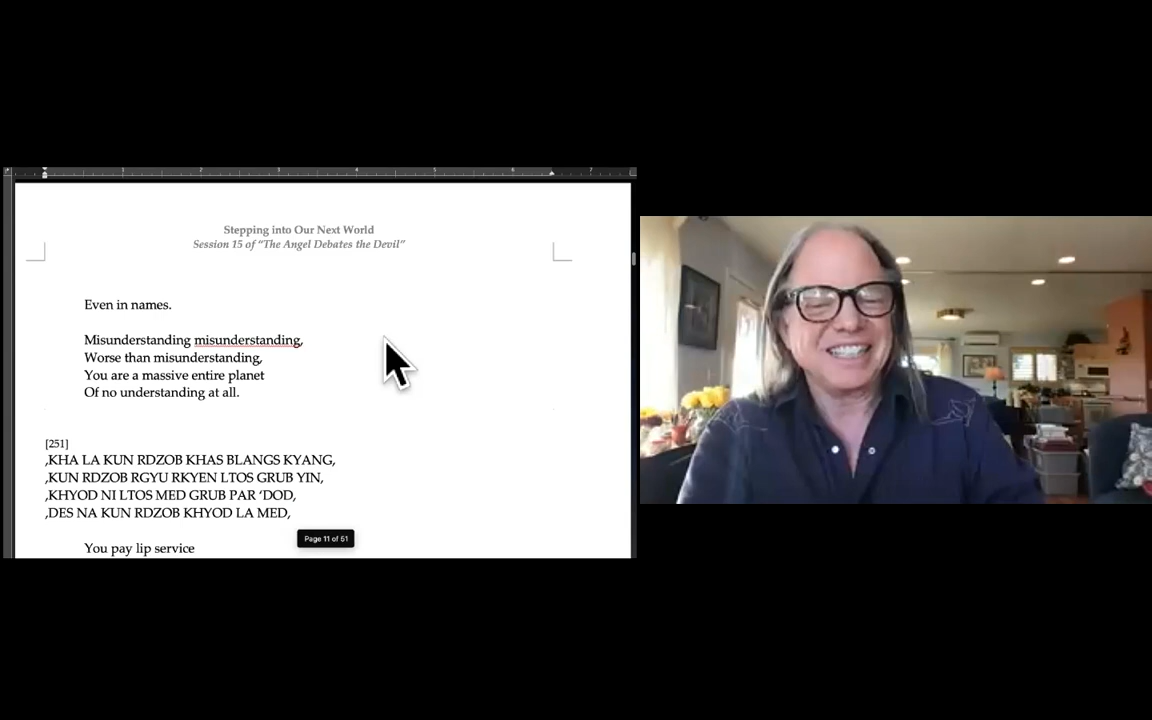 Stepping into Our Next World
Session 15 of “The Angel Debates the Devil”
Even in names.
Misunderstanding misunderstanding,
Worse than misunderstanding,
You are a massive entire planet
Of no understanding at all.
[251]
,KHA LA KUN RDZOB KHAS BLANGS KYANG,
,KUN RDZOB RGYU RKYEN LTOS GRUB YIN,
,KHYOD NI LTOS MED GRUB PAR ‘DOD,
,DES NA KUN RDZOB KHYOD LA MED,
You pay lip service
Page 11 of 51